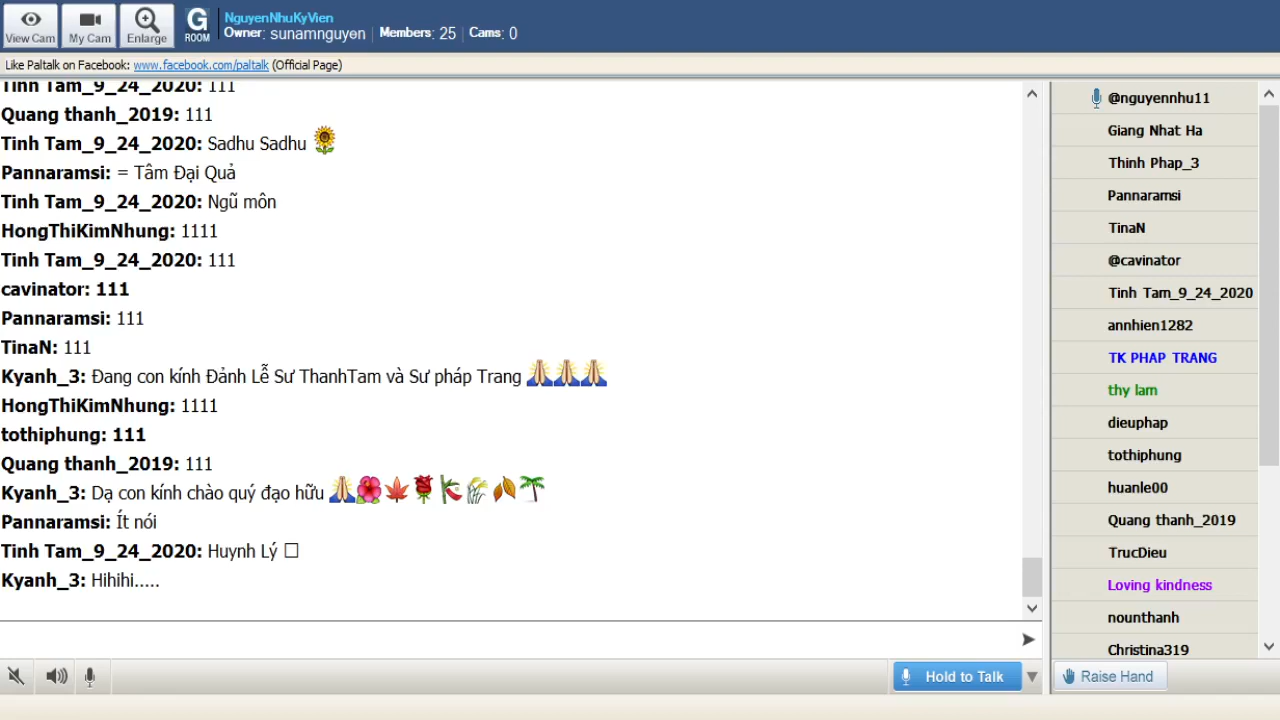 View Cam
My Cam
Enlarge
G
ROOM
NguyenNhuKyVien
Owner: sunamnguyen | Members: 25 | Cams: 0
Like Paltalk on Facebook: www.facebook.com/paltalk (Official Page)
Tinh Tam_9_24_2020: 111
Quang thanh_2019: 111
Tinh Tam_9_24_2020: Sadhu Sadhu
Pannaramsi: = Tâm Đại Quả
Tinh Tam_9_24_2020: Ngũ môn
HongThiKimNhung: 1111
Tinh Tam_9_24_2020: 111
cavinator: 111
Pannaramsi: 111
TinaN: 111
Kyanh_3: Đang con kính Đảnh Lễ Sư ThanhTam và Sư pháp Trang
HongThiKimNhung: 1111
tothiphung: 111
Quang thanh_2019: 111
Kyanh_3: Dạ con kính chào quý đạo hữu
Pannaramsi: Ít nói
Tinh Tam_9_24_2020: Huynh Lý
Kyanh_3: Hihihi.....
@nguyennhu11
Giang Nhat Ha
Thinh Phap_3
Pannaramsi
TinaN
@cavinator
Tinh Tam_9_24_2020
annhien1282
TK PHAP TRANG
thy lam
dieuphap
tothiphung
huanle00
Quang thanh_2019
TrucDieu
Loving kindness
nounthanh
Christina319
Hold to Talk
Raise Hand